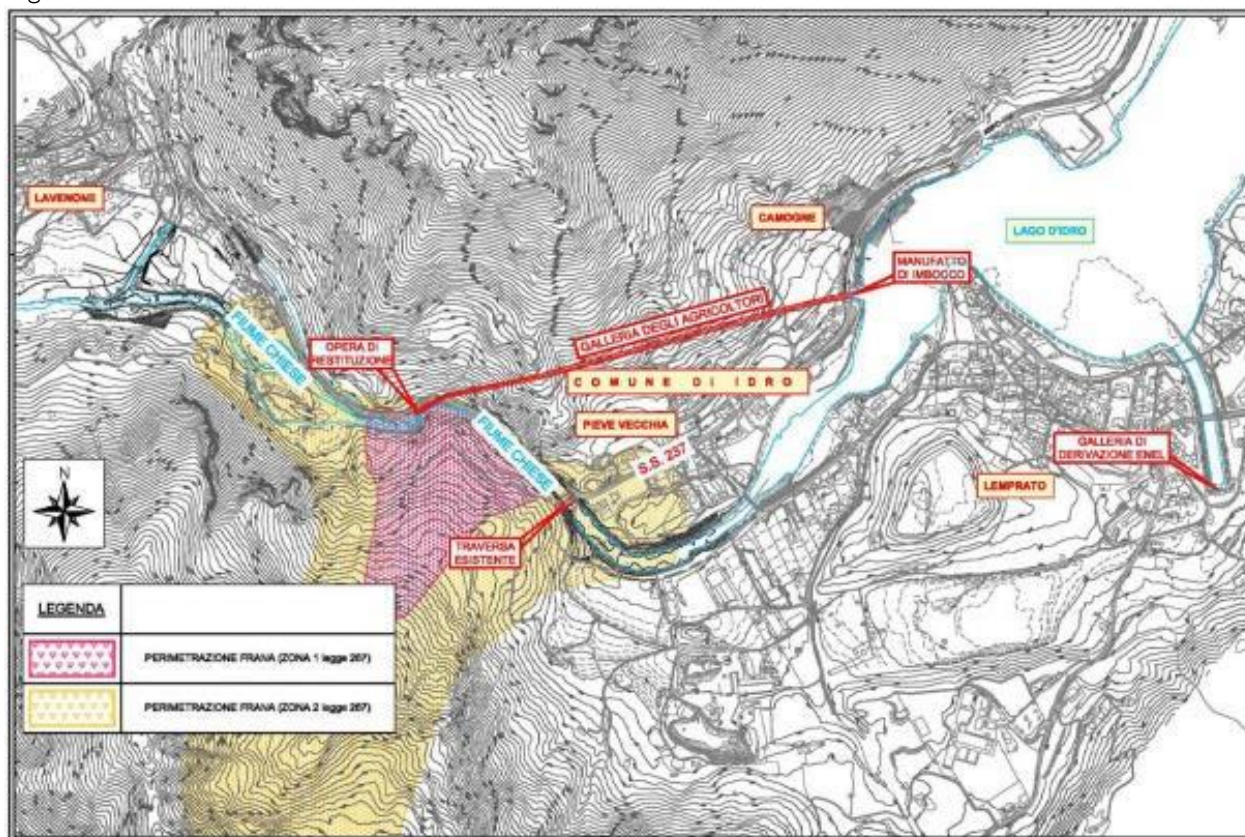 LAVENONE
CAMOGNE
LAGO D'IDRO
MANUFATTO
DI IMBOCCO
GALLERIA DEGLI AGRICOLTORI
OPERA DI
RESTITUZIONE
FIUME CHIESE
COMUNE DI IDRO
PIEVE VECCHIA
FIUME CHIESE
S.S. 237
GALLERIA DI
DERIVAZIONE ENEL
LEMPRATO
N
TRAVERSA
ESISTENTE
LEGENDA
PERIMETRAZIONE FRANA (ZONA 1 legge 267)
PERIMETRAZIONE FRANA (ZONA 2 legge 267)